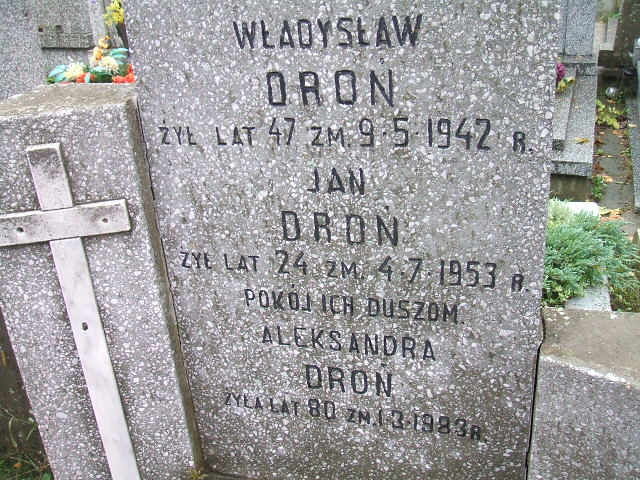 WŁADYSŁAW
DROŃ
ŻYŁ LAT 47 ZM. 9·5·1942 R.
JAN
DROŃ
ŻYŁ LAT 24 ZM. 4·7·1953 R.
POKÓJ ICH DUSZOM.
ALEKSANDRA
DROŃ
ŻYŁA LAT 80 ZM. 1·3·1983 R.